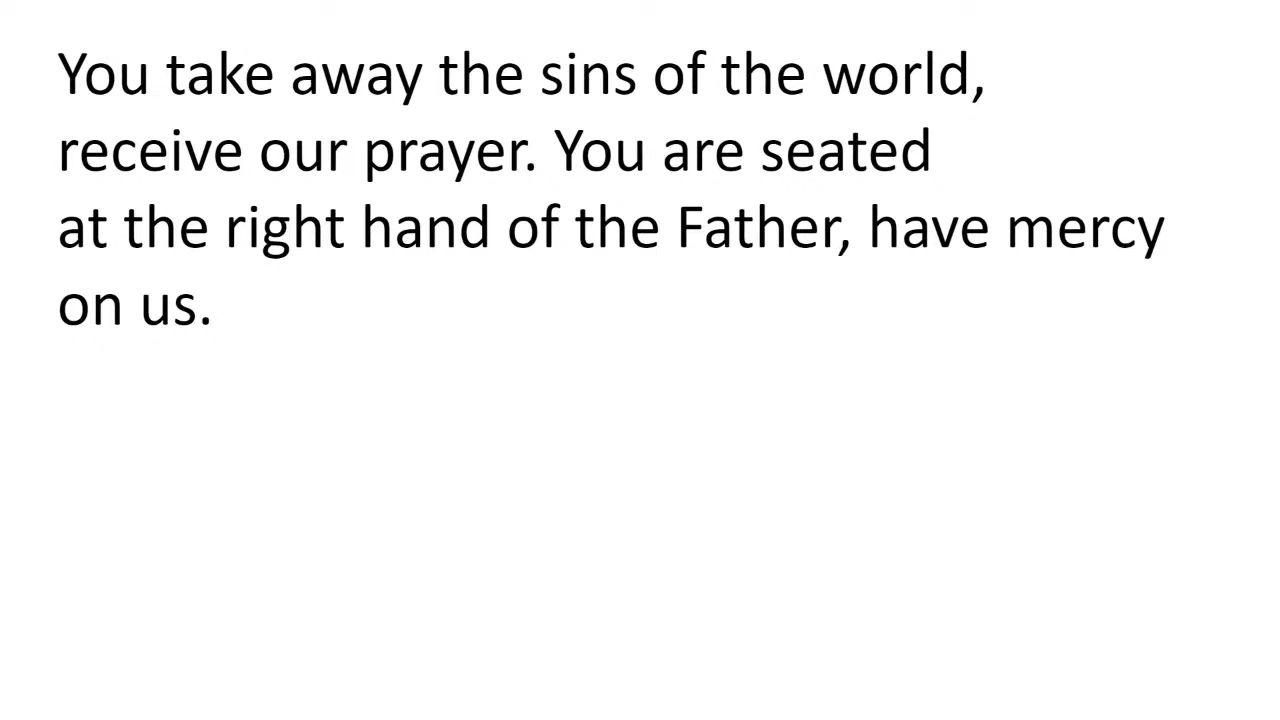 You take away the sins of the world,
receive our prayer. You are seated
at the right hand of the Father, have mercy
on us.